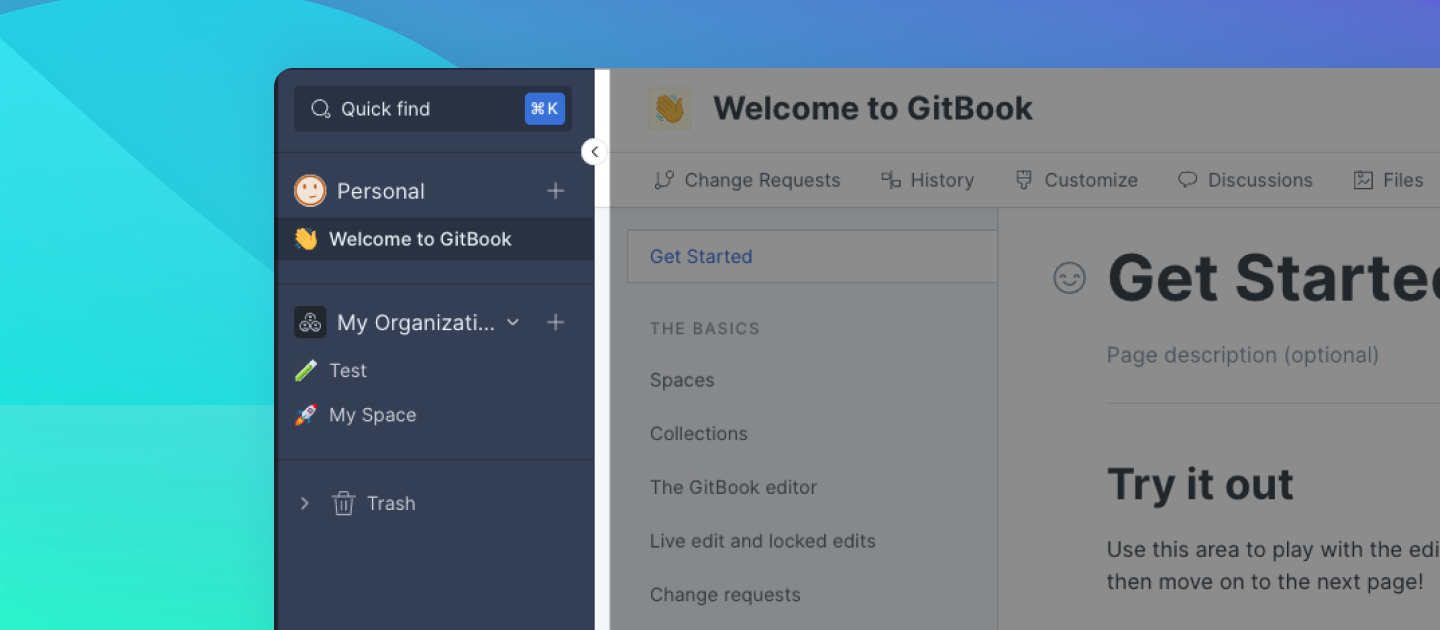 Quick find
⌘K
Personal
Welcome to GitBook
My Organizati...
Test
My Space
Trash
Welcome to GitBook
Change Requests
History
Customize
Discussions
Files
Get Started
THE BASICS
Spaces
Collections
The GitBook editor
Live edit and locked edits
Change requests
Get Started
Page description (optional)
Try it out
Use this area to play with the edi
then move on to the next page!